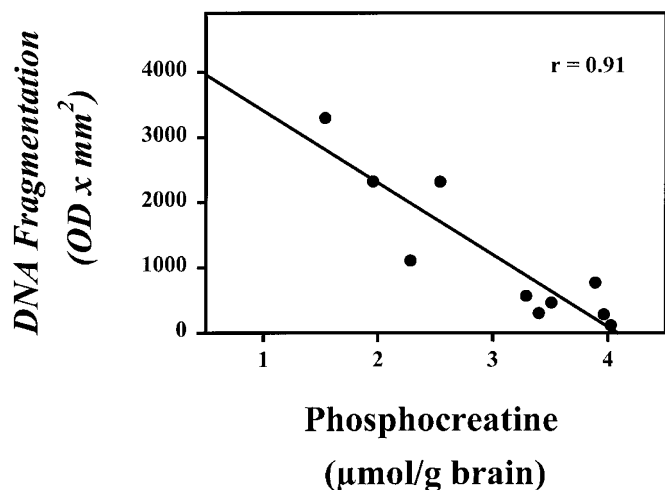 DNA Fragmentation
(OD x mm²)
4000
3000
2000
1000
0
r = 0.91
1 2 3 4
Phosphocreatine
(µmol/g brain)